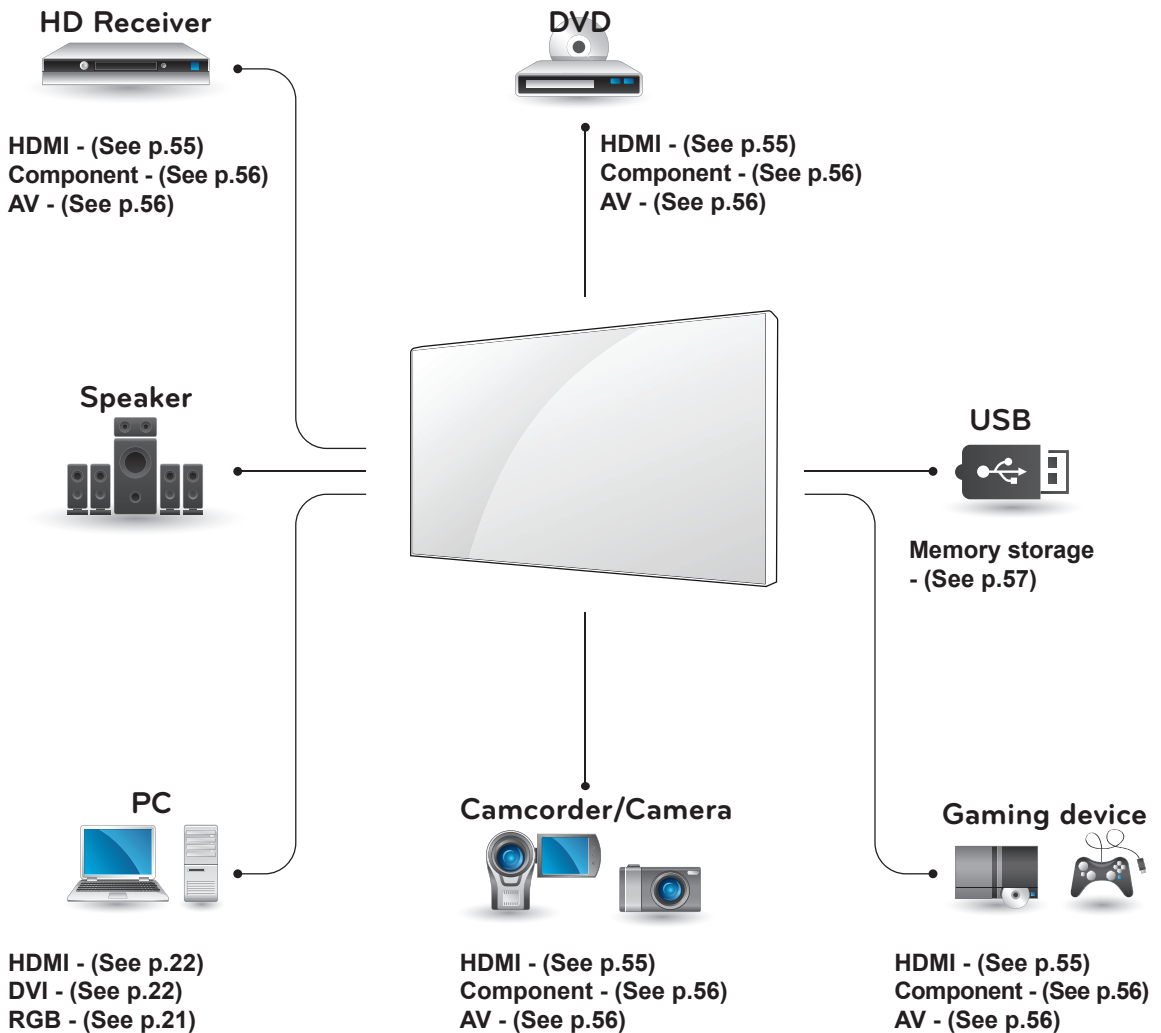 HD Receiver
HDMI - (See p.55)
Component - (See p.56)
AV - (See p.56)
DVD
HDMI - (See p.55)
Component - (See p.56)
AV - (See p.56)
Speaker
USB
Memory storage
- (See p.57)
PC
HDMI - (See p.22)
DVI - (See p.22)
RGB - (See p.21)
Camcorder/Camera
HDMI - (See p.55)
Component - (See p.56)
AV - (See p.56)
Gaming device
HDMI - (See p.55)
Component - (See p.56)
AV - (See p.56)